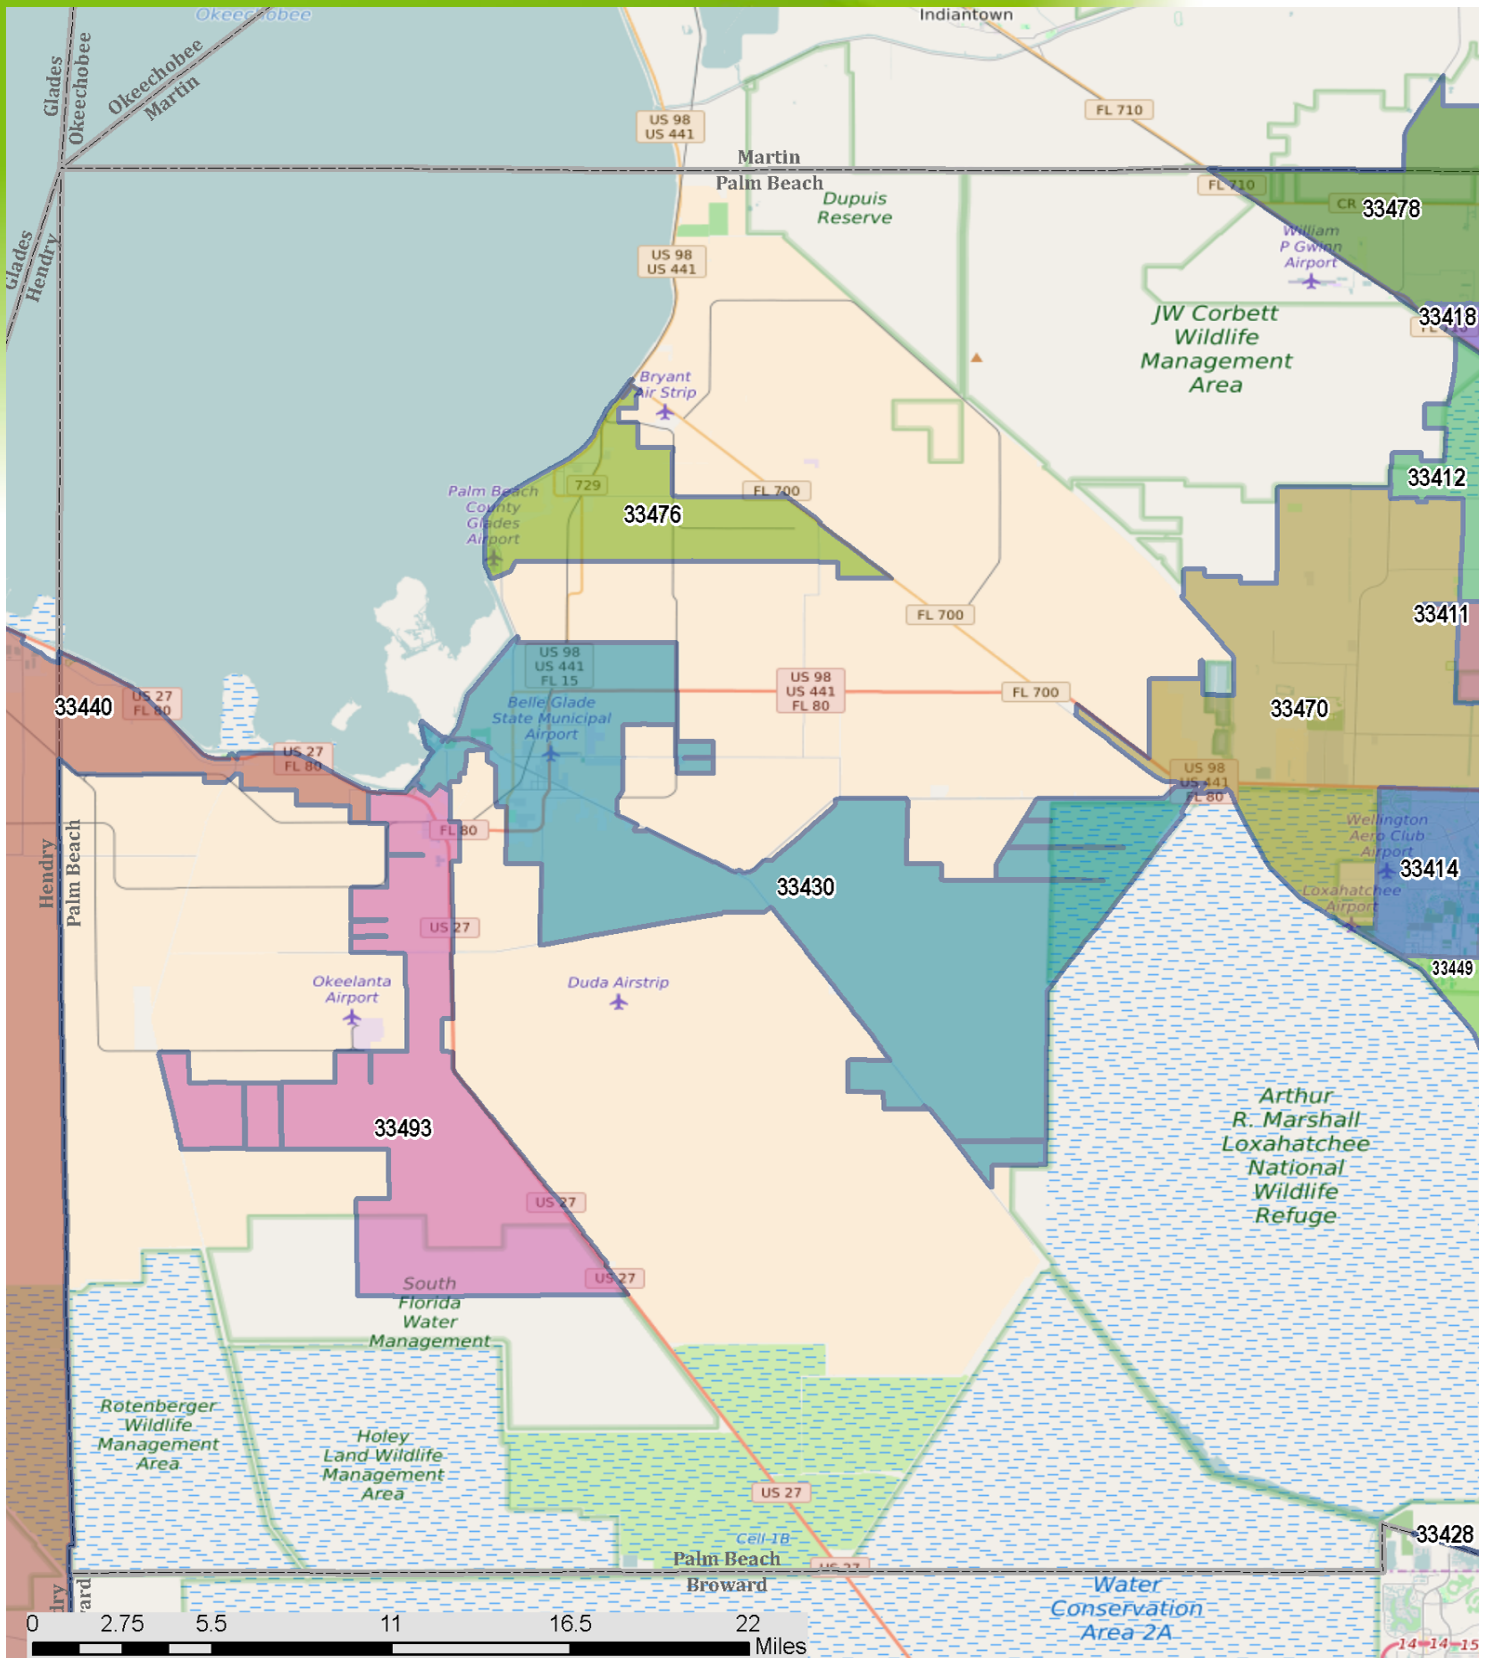 Okeechobee
Indiantown
Glades
Okeechobee
Okeechobee
Martin
US 98
US 441
FL 710
Martin
Palm Beach
FL 710
CR
33478
Dupuis
Reserve
William
P Gwinn
Airport
Glades
Hendry
US 98
US 441
JW Corbett
Wildlife
Management
Area
33418
Bryant
Air Strip
33412
729
FL 700
Palm Beach
County
Glades
Airport
33476
FL 700
33411
US 98
US 441
FL 15
US 98
US 441
FL 80
FL 700
33440
US 27
FL 80
Belle Glade
State Municipal
Airport
33470
US 27
FL 80
US 98
US 441
FL 80
FL 80
Wellington
Aero Club
Airport
33414
Hendry
Palm Beach
33430
Loxahatchee
Airport
US 27
33449
Okeelanta
Airport
Duda Airstrip
33493
Arthur
R. Marshall
Loxahatchee
National
Wildlife
Refuge
US 27
US 27
South
Florida
Water
Management
Rotenberger
Wildlife
Management
Area
Holey
Land Wildlife
Management
Area
US 27
Cell 1B
33428
Palm Beach
Broward
US 27
Water
Conservation
Area 2A
dry
ard
0 2.75 5.5 11 16.5 22
Miles
14 14 15